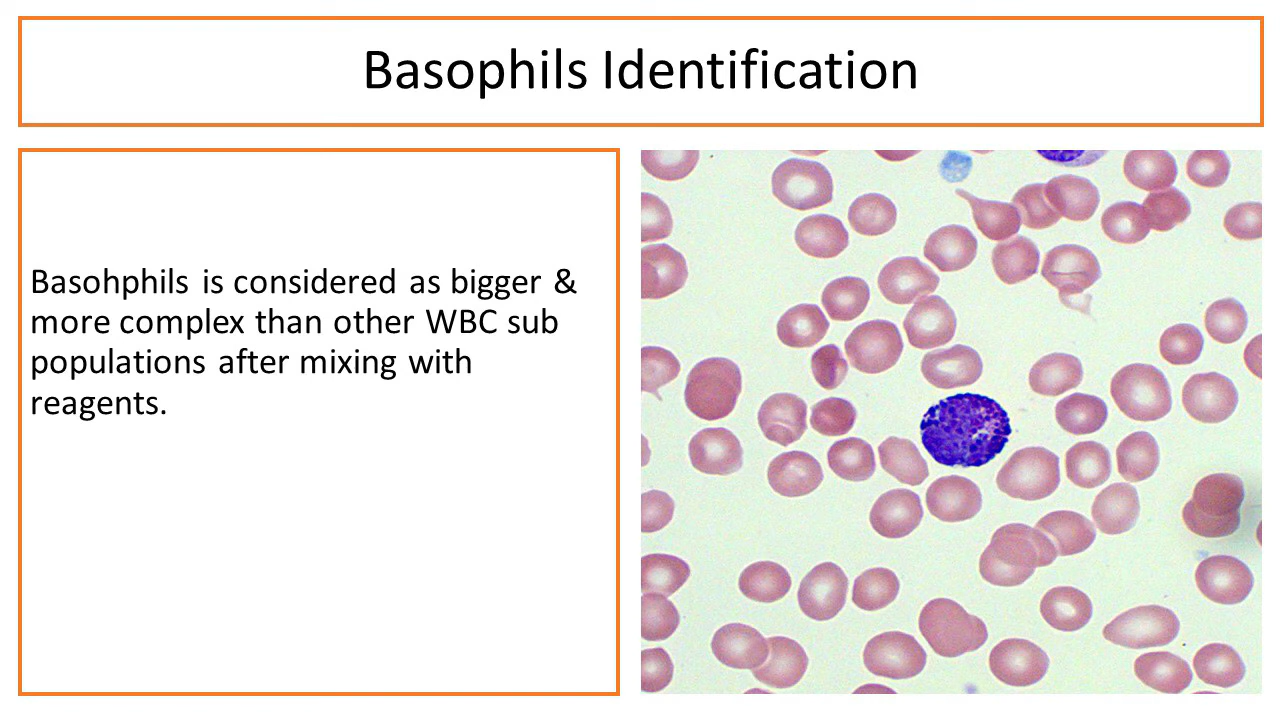 Basophils Identification
Basohphils is considered as bigger &
more complex than other WBC sub
populations after mixing with
reagents.